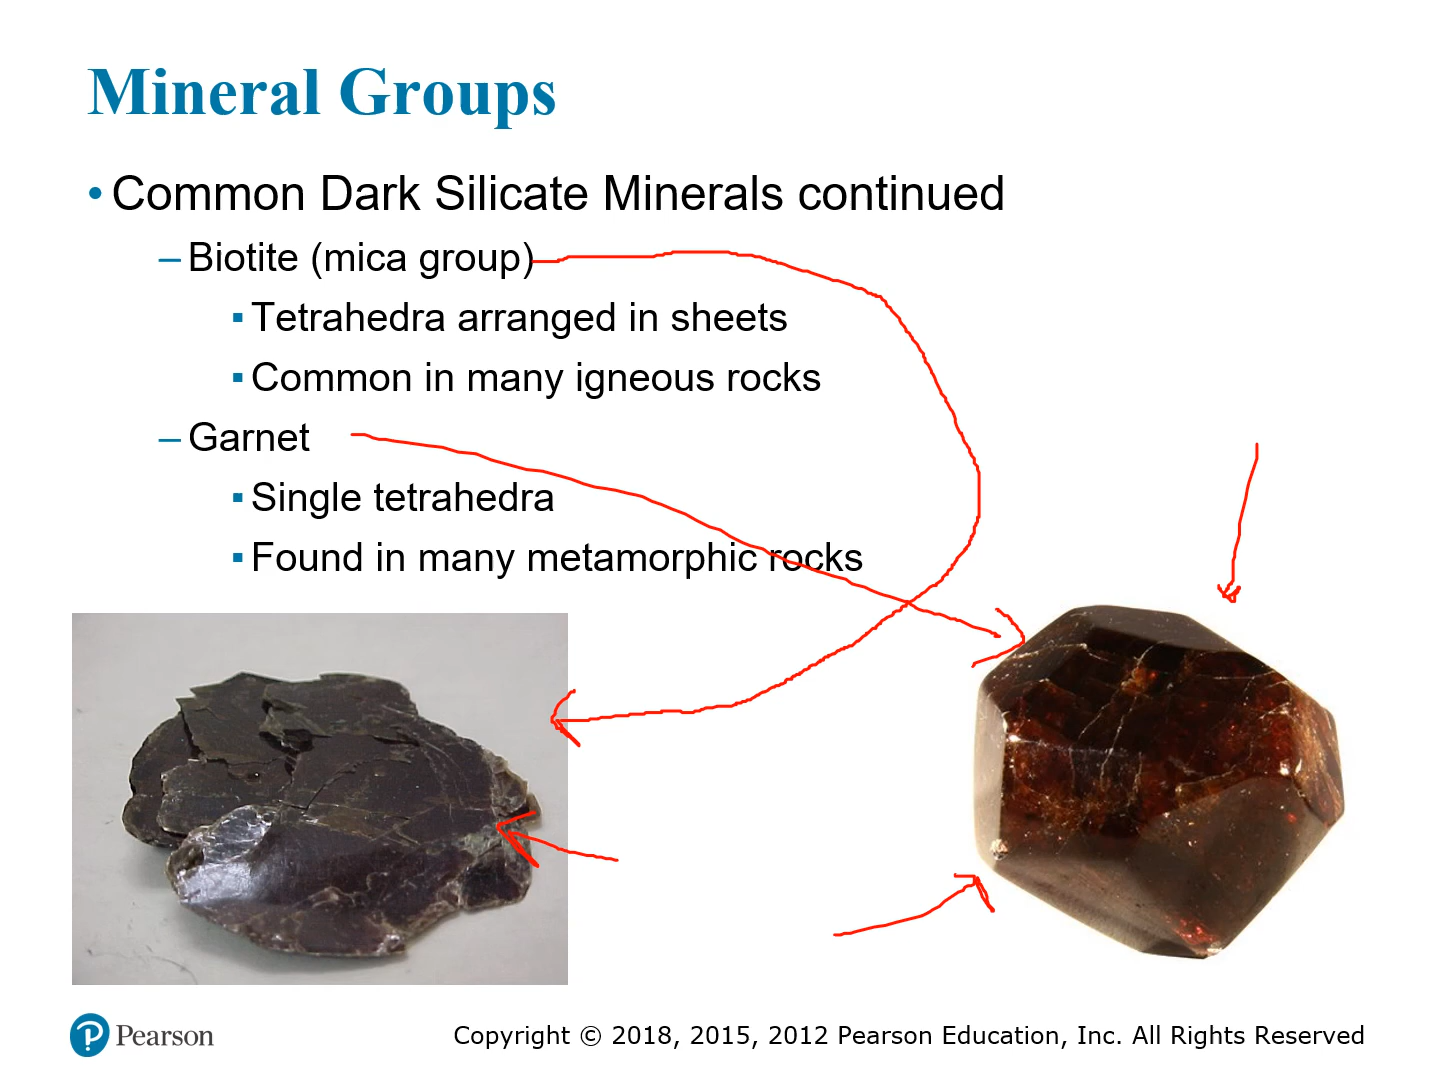 Mineral Groups
• Common Dark Silicate Minerals continued
– Biotite (mica group)
▪ Tetrahedra arranged in sheets
▪ Common in many igneous rocks
– Garnet
▪ Single tetrahedra
▪ Found in many metamorphic rocks
P Pearson
Copyright © 2018, 2015, 2012 Pearson Education, Inc. All Rights Reserved